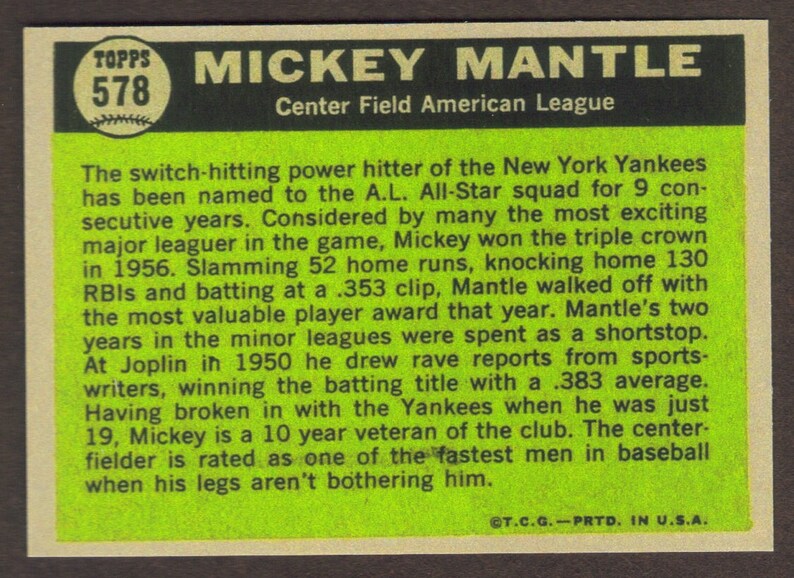 TOPPS
578
MICKEY MANTLE
Center Field American League
The switch-hitting power hitter of the New York Yankees
has been named to the A.L. All-Star squad for 9 con-
secutive years. Considered by many the most exciting
major leaguer in the game, Mickey won the triple crown
in 1956. Slamming 52 home runs, knocking home 130
RBIs and batting at a .353 clip, Mantle walked off with
the most valuable player award that year. Mantle's two
years in the minor leagues were spent as a shortstop.
At Joplin in 1950 he drew rave reports from sports-
writers, winning the batting title with a .383 average.
Having broken in with the Yankees when he was just
19, Mickey is a 10 year veteran of the club. The center-
fielder is rated as one of the fastest men in baseball
when his legs aren't bothering him.
©T.C.G.—PRTD. IN U.S.A.